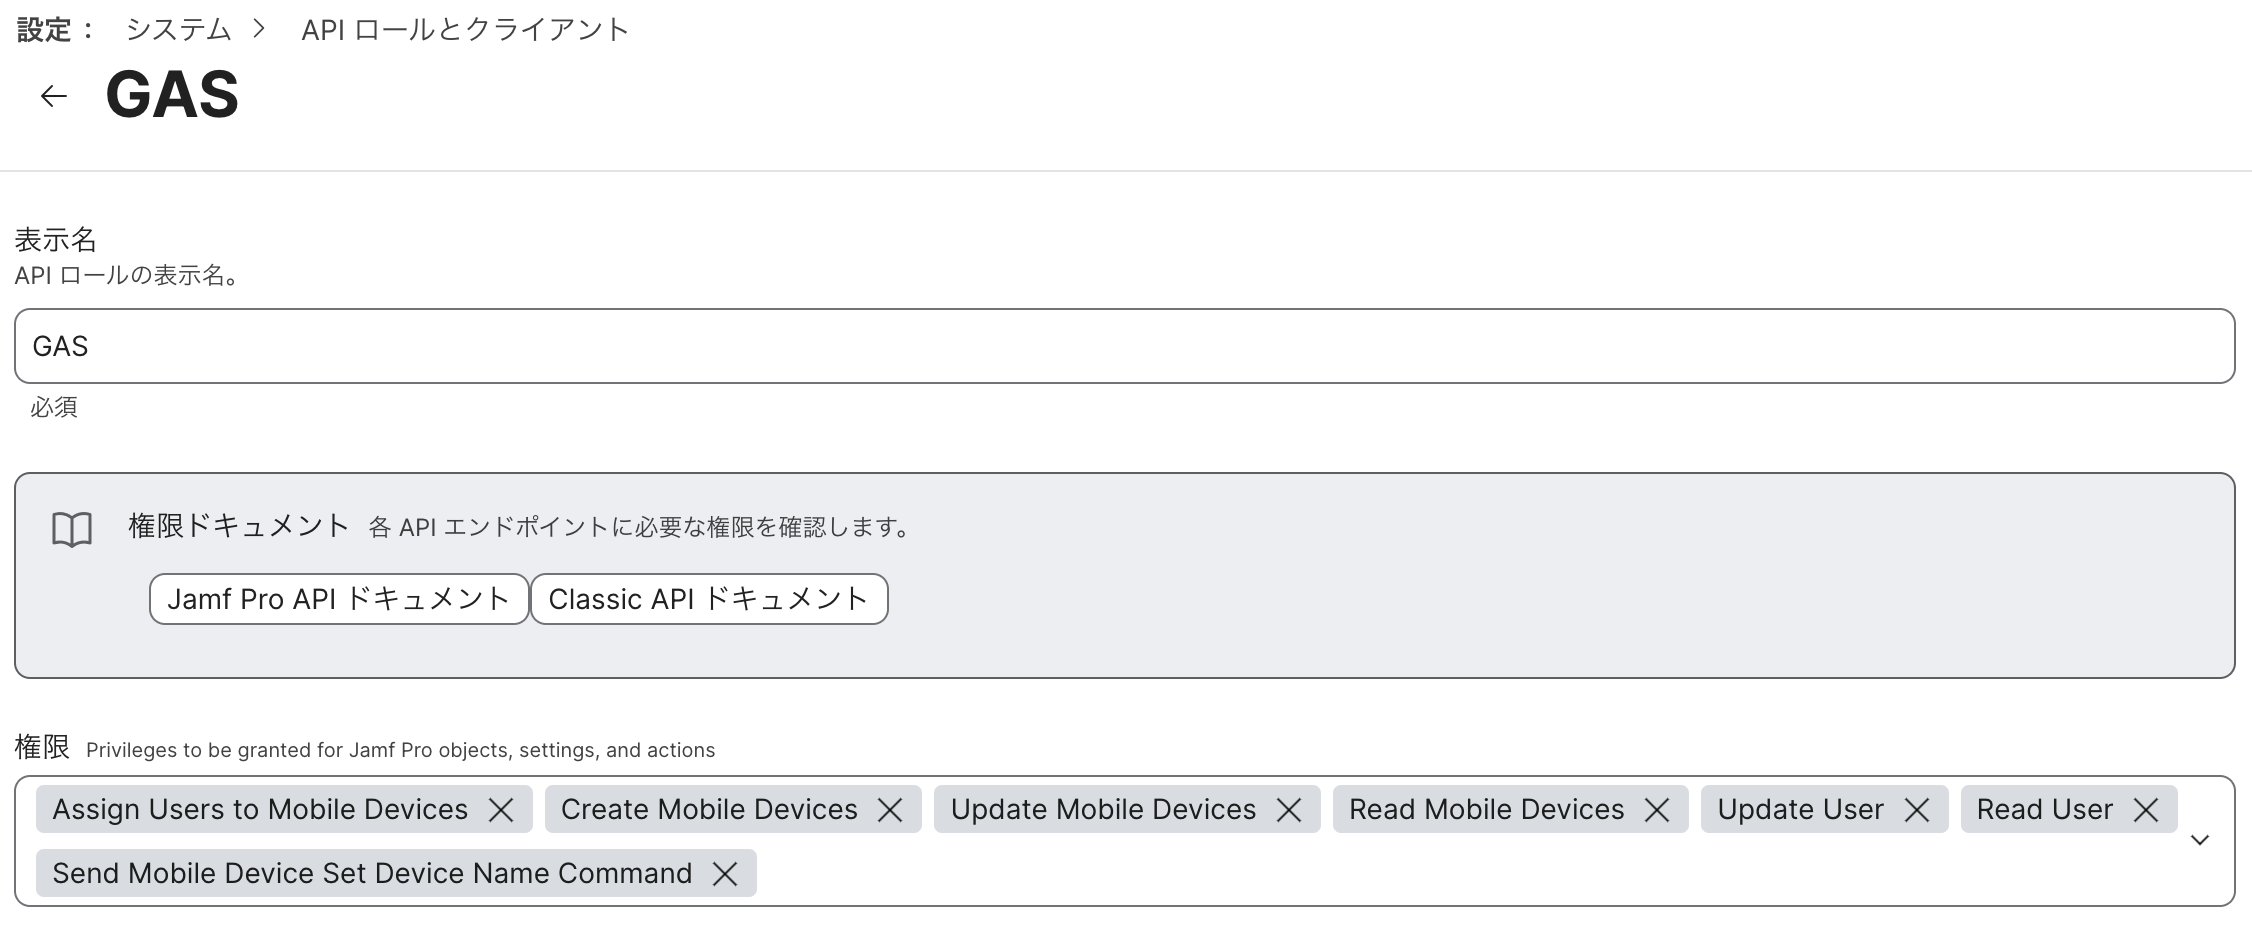 設定： システム > API ロールとクライアント
← GAS
表示名
API ロールの表示名。
GAS
必須
権限ドキュメント 各 API エンドポイントに必要な権限を確認します。
Jamf Pro API ドキュメント Classic API ドキュメント
権限 Privileges to be granted for Jamf Pro objects, settings, and actions
Assign Users to Mobile Devices Create Mobile Devices Update Mobile Devices Read Mobile Devices Update User Read User
Send Mobile Device Set Device Name Command